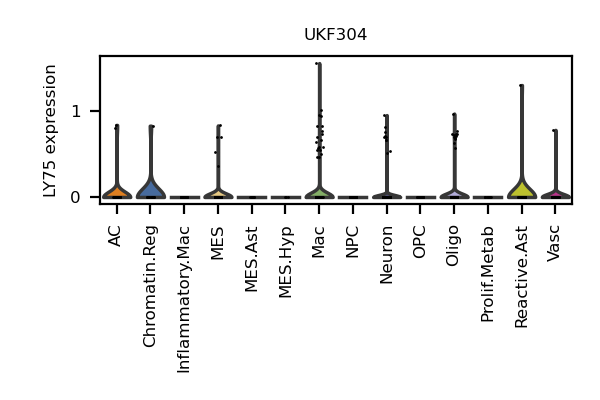 UKF304
LY75 expression
1
0
AC
Chromatin.Reg
Inflammatory.Mac
MES
MES.Ast
MES.Hyp
Mac
NPC
Neuron
OPC
Oligo
Prolif.Metab
Reactive.Ast
Vasc